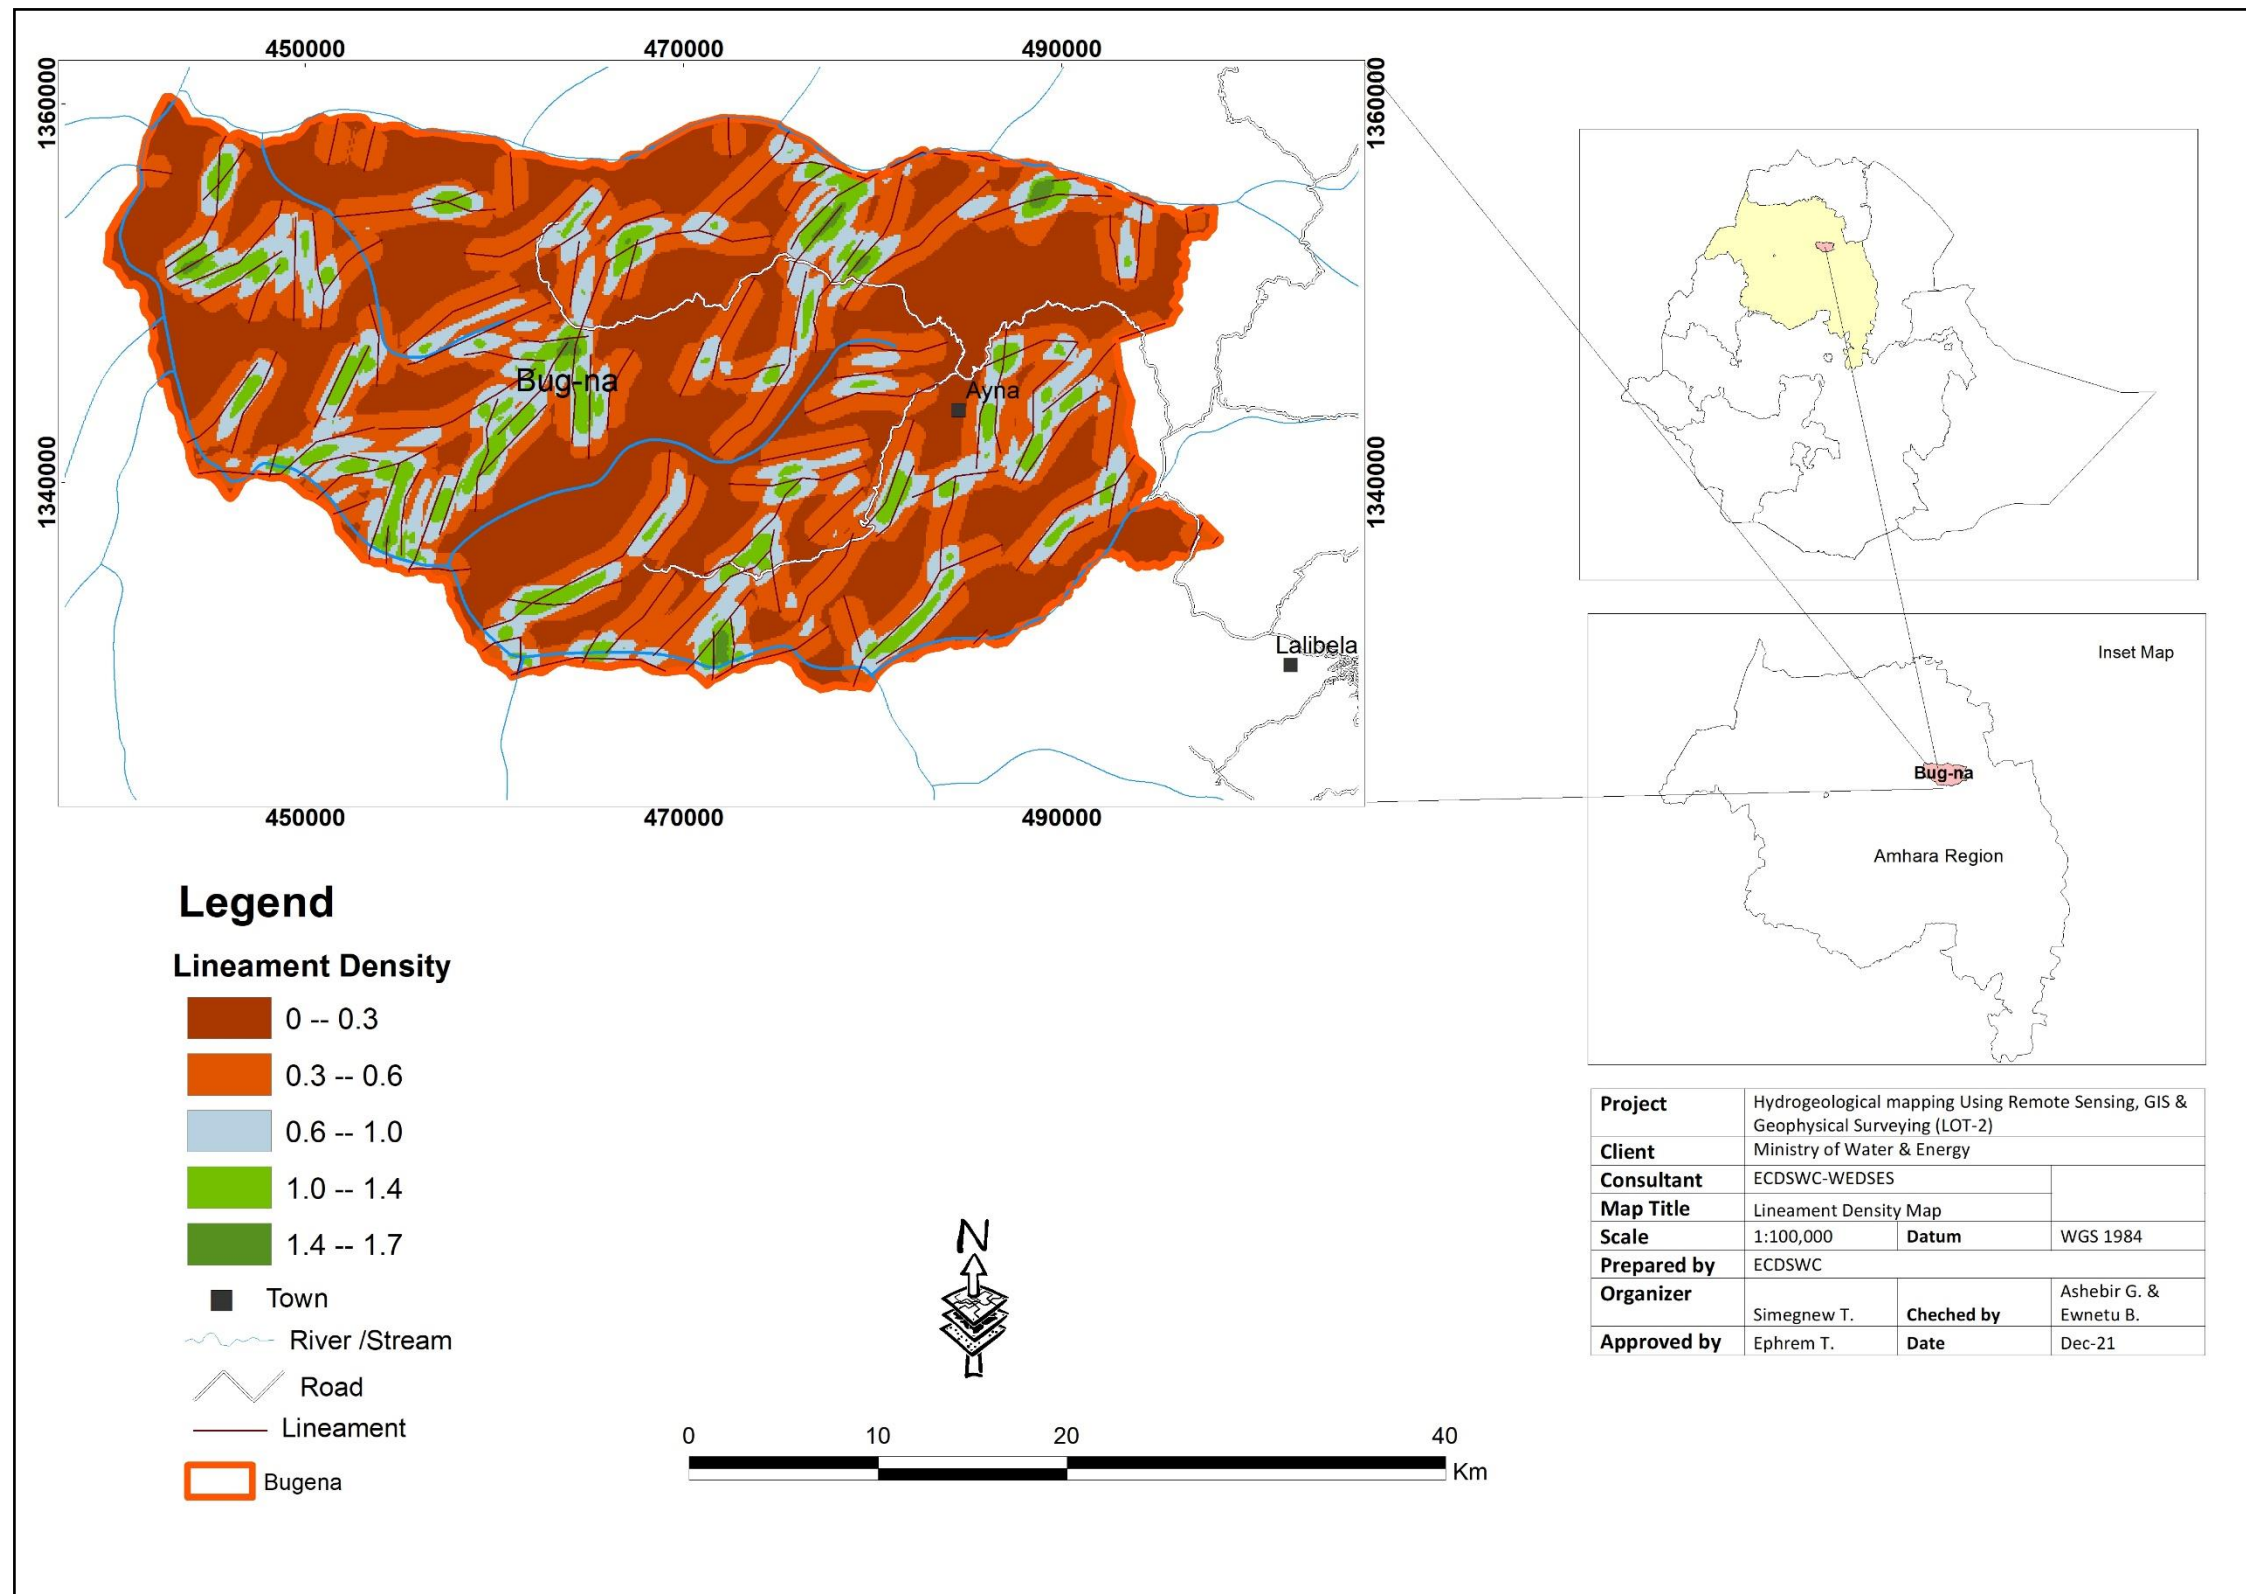 450000 470000 490000
1360000 1360000
1340000 1340000
Bug-na
Ayna
Lalibela
450000 470000 490000
Inset Map
Bug-na
Amhara Region
Legend
Lineament Density
0 -- 0.3
0.3 -- 0.6
0.6 -- 1.0
1.0 -- 1.4
1.4 -- 1.7
Town
River /Stream
Road
Lineament
Bugena
N
0 10 20 40
Km
Project Hydrogeological mapping Using Remote Sensing, GIS &
Geophysical Surveying (LOT-2)
Client Ministry of Water & Energy
Consultant ECDSWC-WEDSES
Map Title Lineament Density Map
Scale 1:100,000 Datum WGS 1984
Prepared by ECDSWC
Organizer Simegnew T. Cheched by Ashebir G. &
Ewnetu B.
Approved by Ephrem T. Date Dec-21